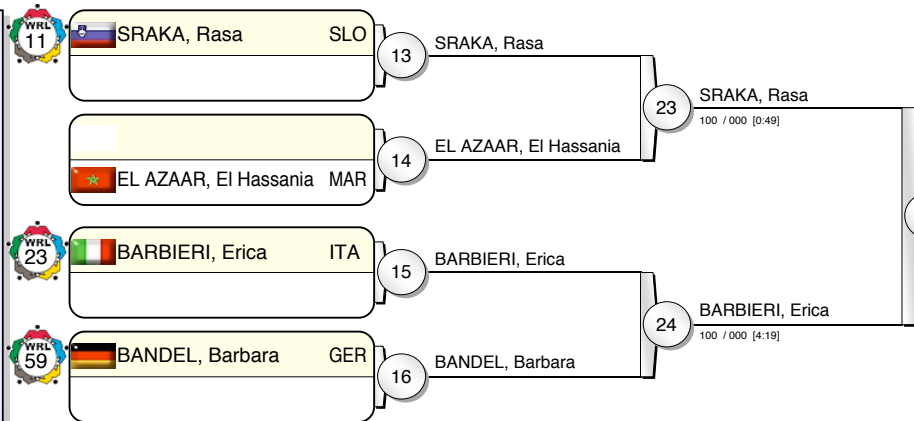 WRL
11
SRAKA, Rasa SLO
13
SRAKA, Rasa
23
SRAKA, Rasa
100 / 000 [0:49]
14
EL AZAAR, El Hassania
EL AZAAR, El Hassania MAR
WRL
23
BARBIERI, Erica ITA
15
BARBIERI, Erica
24
BARBIERI, Erica
100 / 000 [4:19]
WRL
59
BANDEL, Barbara GER
16
BANDEL, Barbara